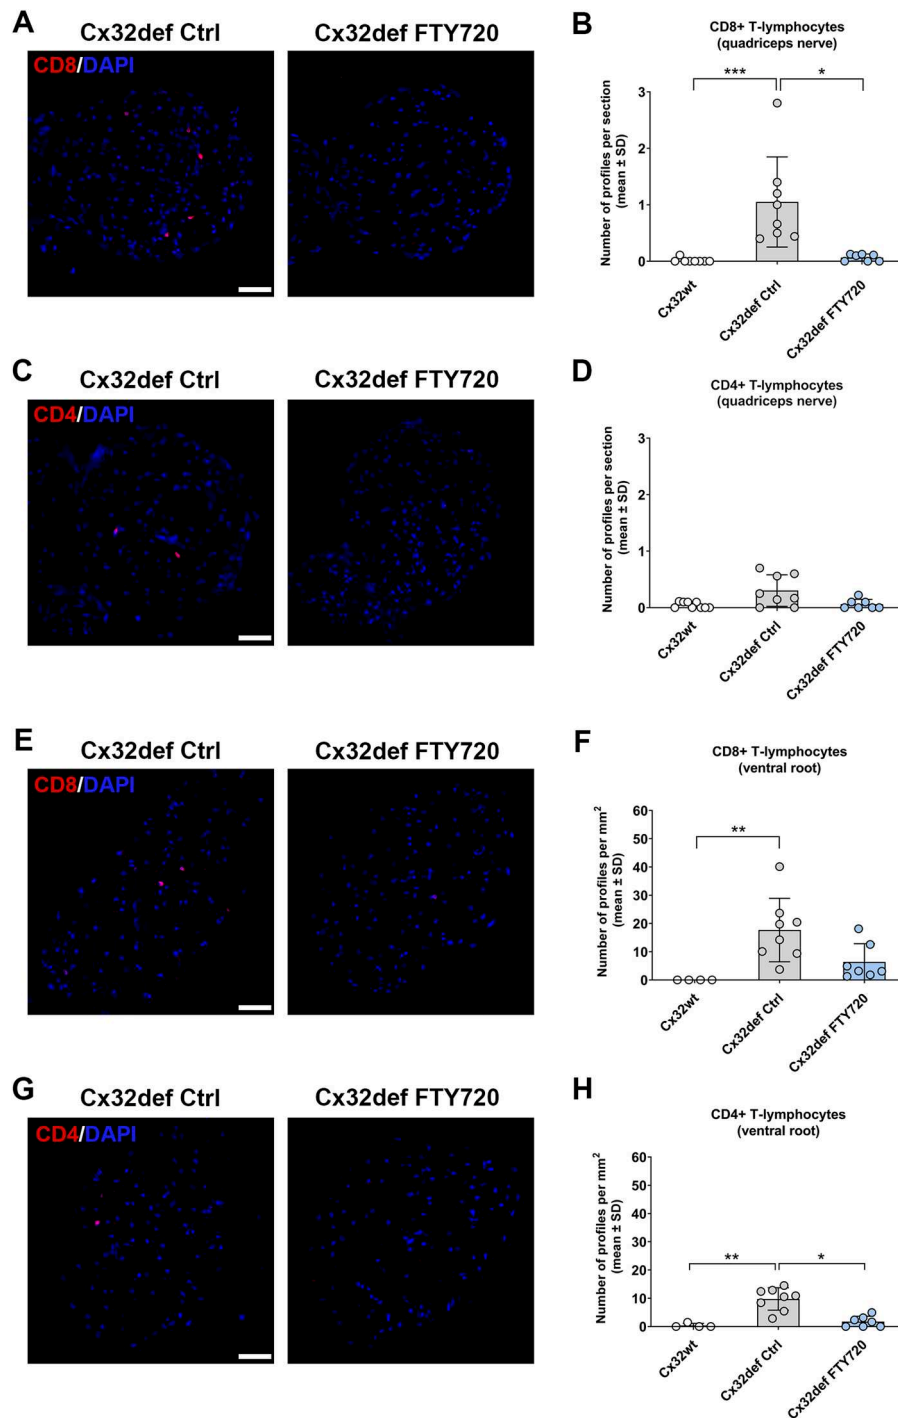 A
Cx32def Ctrl
Cx32def FTY720
CD8/DAPI
B
CD8+ T-lymphocytes
(quadriceps nerve)
Number of profiles per section
(mean ± SD)
3
2
1
0
***
*
Cx32wt
Cx32def Ctrl
Cx32def FTY720
C
Cx32def Ctrl
Cx32def FTY720
CD4/DAPI
D
CD4+ T-lymphocytes
(quadriceps nerve)
Number of profiles per section
(mean ± SD)
3
2
1
0
Cx32wt
Cx32def Ctrl
Cx32def FTY720
E
Cx32def Ctrl
Cx32def FTY720
CD8/DAPI
F
CD8+ T-lymphocytes
(ventral root)
Number of profiles per mm²
(mean ± SD)
60
50
40
30
20
10
0
**
Cx32wt
Cx32def Ctrl
Cx32def FTY720
G
Cx32def Ctrl
Cx32def FTY720
CD4/DAPI
H
CD4+ T-lymphocytes
(ventral root)
Number of profiles per mm²
(mean ± SD)
60
50
40
30
20
10
0
**
*
Cx32wt
Cx32def Ctrl
Cx32def FTY720